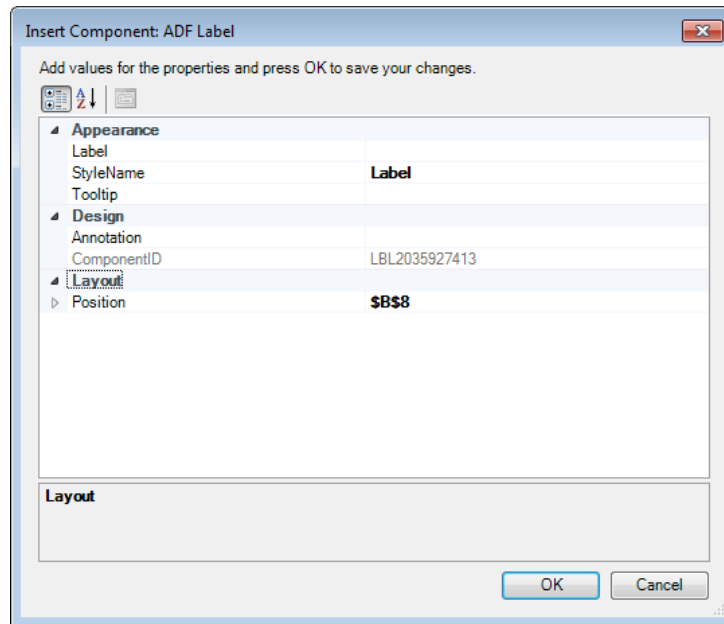 Insert Component: ADF Label
Add values for the properties and press OK to save your changes.
Appearance
Label
StyleName Label
Tooltip
Design
Annotation
ComponentID LBL2035927413
Layout
Position $B$8
Layout
OK Cancel